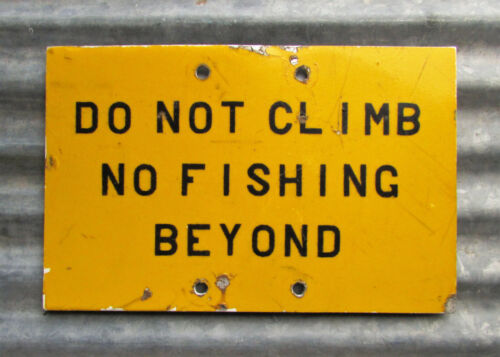 DO NOT CLIMB
NO FISHING
BEYOND